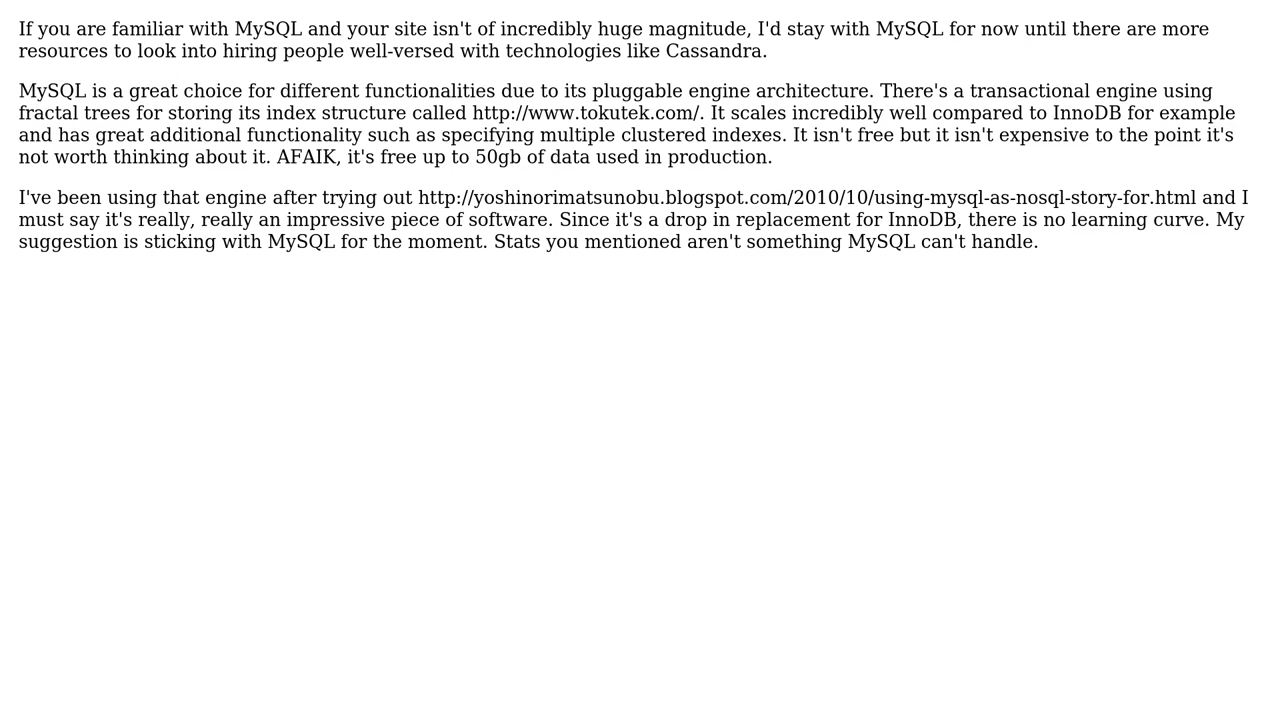 If you are familiar with MySQL and your site isn't of incredibly huge magnitude, I'd stay with MySQL for now until there are more
resources to look into hiring people well-versed with technologies like Cassandra.
MySQL is a great choice for different functionalities due to its pluggable engine architecture. There's a transactional engine using
fractal trees for storing its index structure called http://www.tokutek.com/. It scales incredibly well compared to InnoDB for example
and has great additional functionality such as specifying multiple clustered indexes. It isn't free but it isn't expensive to the point it's
not worth thinking about it. AFAIK, it's free up to 50gb of data used in production.
I've been using that engine after trying out http://yoshinorimatsunobu.blogspot.com/2010/10/using-mysql-as-nosql-story-for.html and I
must say it's really, really an impressive piece of software. Since it's a drop in replacement for InnoDB, there is no learning curve. My
suggestion is sticking with MySQL for the moment. Stats you mentioned aren't something MySQL can't handle.